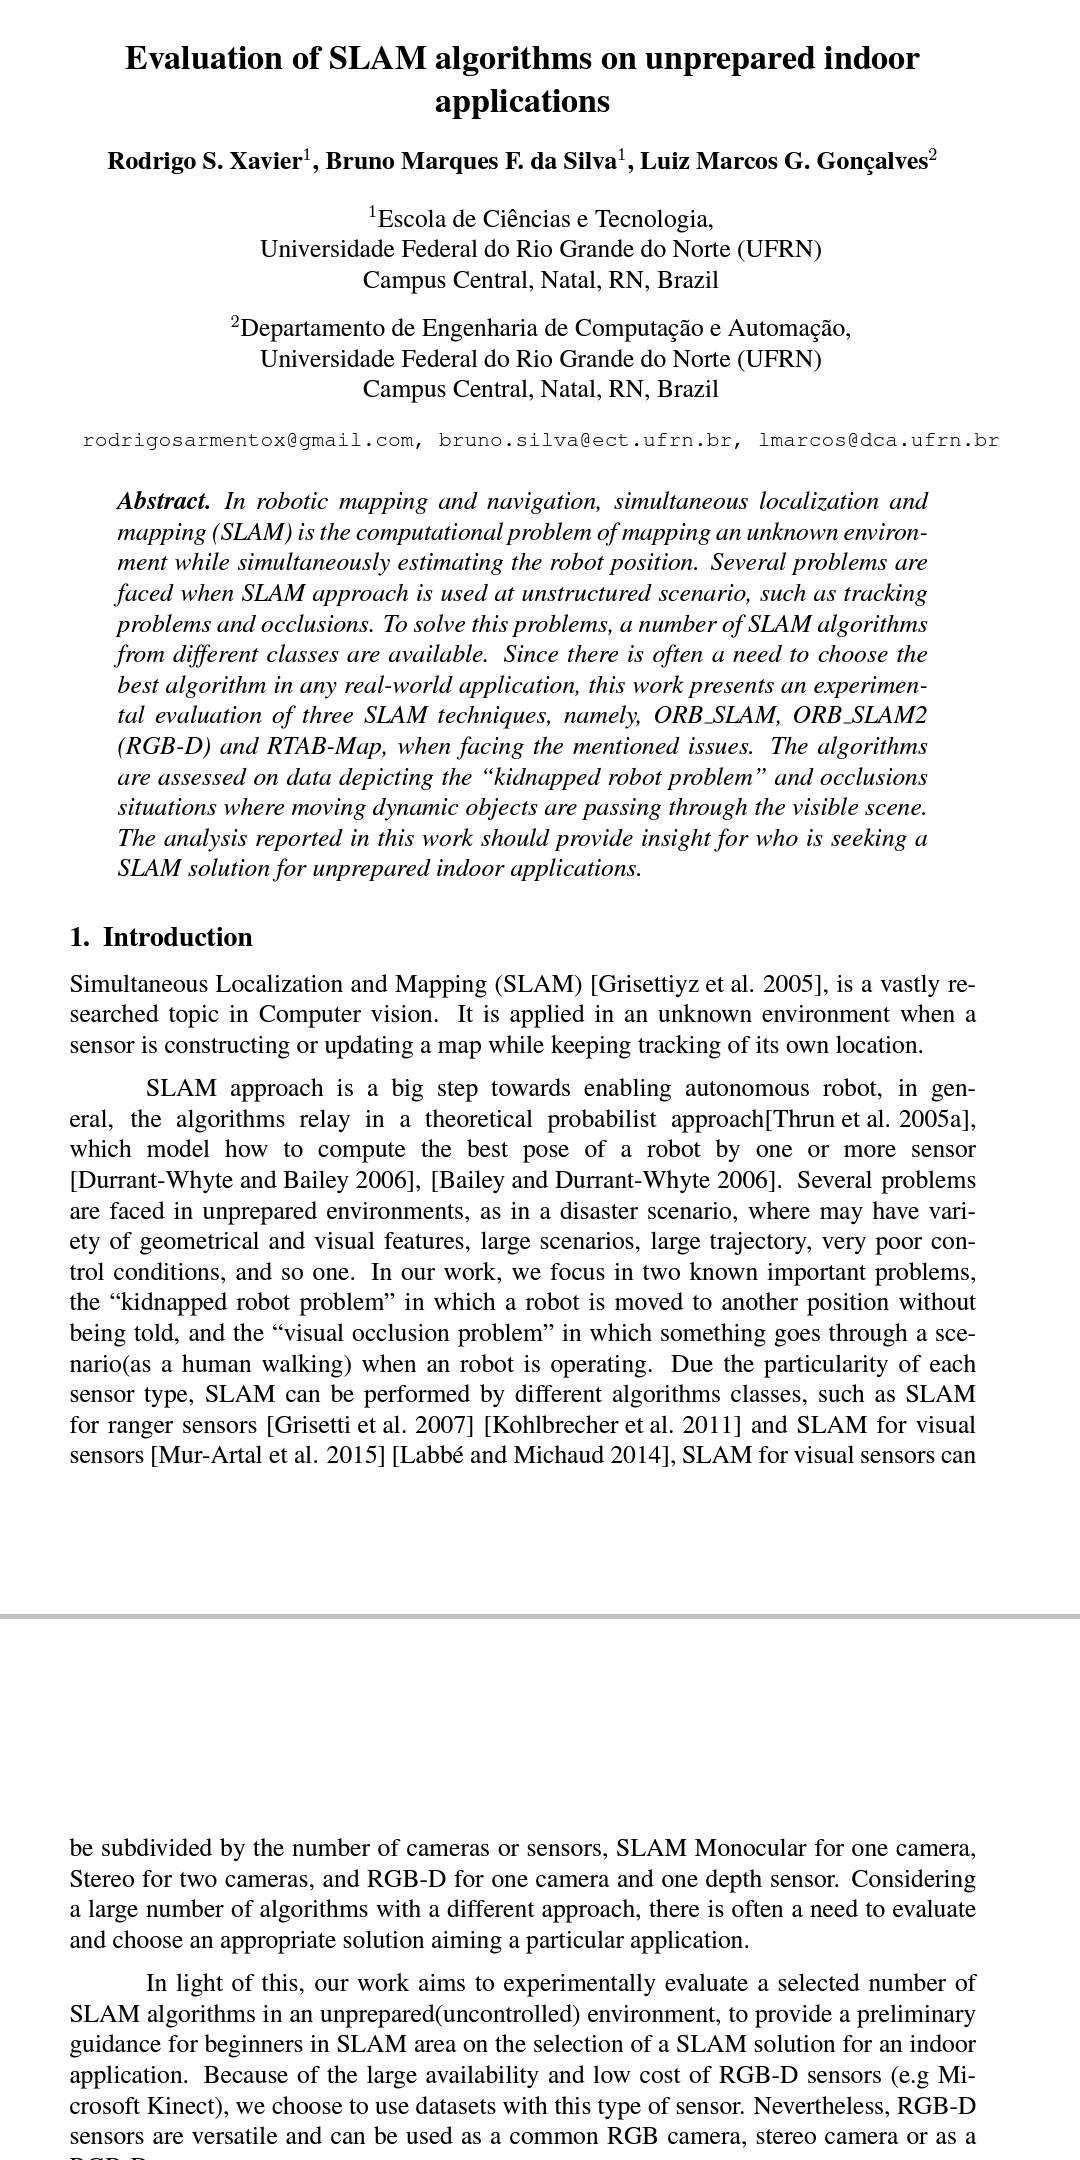 Evaluation of SLAM algorithms on unprepared indoor
applications
Rodrigo S. Xavier1, Bruno Marques F. da Silva1, Luiz Marcos G. Gonçalves2
1Escola de Ciências e Tecnologia,
Universidade Federal do Rio Grande do Norte (UFRN)
Campus Central, Natal, RN, Brazil
2Departamento de Engenharia de Computação e Automação,
Universidade Federal do Rio Grande do Norte (UFRN)
Campus Central, Natal, RN, Brazil
rodrigosarmentox@gmail.com, bruno.silva@ect.ufrn.br, lmarcos@dca.ufrn.br
Abstract. In robotic mapping and navigation, simultaneous localization and
mapping (SLAM) is the computational problem of mapping an unknown environ-
ment while simultaneously estimating the robot position. Several problems are
faced when SLAM approach is used at unstructured scenario, such as tracking
problems and occlusions. To solve this problems, a number of SLAM algorithms
from different classes are available. Since there is often a need to choose the
best algorithm in any real-world application, this work presents an experimen-
tal evaluation of three SLAM techniques, namely, ORB_SLAM, ORB_SLAM2
(RGB-D) and RTAB-Map, when facing the mentioned issues. The algorithms
are assessed on data depicting the “kidnapped robot problem” and occlusions
situations where moving dynamic objects are passing through the visible scene.
The analysis reported in this work should provide insight for who is seeking a
SLAM solution for unprepared indoor applications.
1. Introduction
Simultaneous Localization and Mapping (SLAM) [Grisettiyz et al. 2005], is a vastly re-
searched topic in Computer vision. It is applied in an unknown environment when a
sensor is constructing or updating a map while keeping tracking of its own location.
SLAM approach is a big step towards enabling autonomous robot, in gen-
eral, the algorithms relay in a theoretical probabilist approach[Thrun et al. 2005a],
which model how to compute the best pose of a robot by one or more sensor
[Durrant-Whyte and Bailey 2006], [Bailey and Durrant-Whyte 2006]. Several problems
are faced in unprepared environments, as in a disaster scenario, where may have vari-
ety of geometrical and visual features, large scenarios, large trajectory, very poor con-
trol conditions, and so one. In our work, we focus in two known important problems,
the “kidnapped robot problem” in which a robot is moved to another position without
being told, and the “visual occlusion problem” in which something goes through a sce-
nario(as a human walking) when an robot is operating. Due the particularity of each
sensor type, SLAM can be performed by different algorithms classes, such as SLAM
for ranger sensors [Grisetti et al. 2007] [Kohlbrecher et al. 2011] and SLAM for visual
sensors [Mur-Artal et al. 2015] [Labbé and Michaud 2014], SLAM for visual sensors can
be subdivided by the number of cameras or sensors, SLAM Monocular for one camera,
Stereo for two cameras, and RGB-D for one camera and one depth sensor. Considering
a large number of algorithms with a different approach, there is often a need to evaluate
and choose an appropriate solution aiming a particular application.
In light of this, our work aims to experimentally evaluate a selected number of
SLAM algorithms in an unprepared(uncontrolled) environment, to provide a preliminary
guidance for beginners in SLAM area on the selection of a SLAM solution for an indoor
application. Because of the large availability and low cost of RGB-D sensors (e.g Mi-
crosoft Kinect), we choose to use datasets with this type of sensor. Nevertheless, RGB-D
sensors are versatile and can be used as a common RGB camera, stereo camera or as a